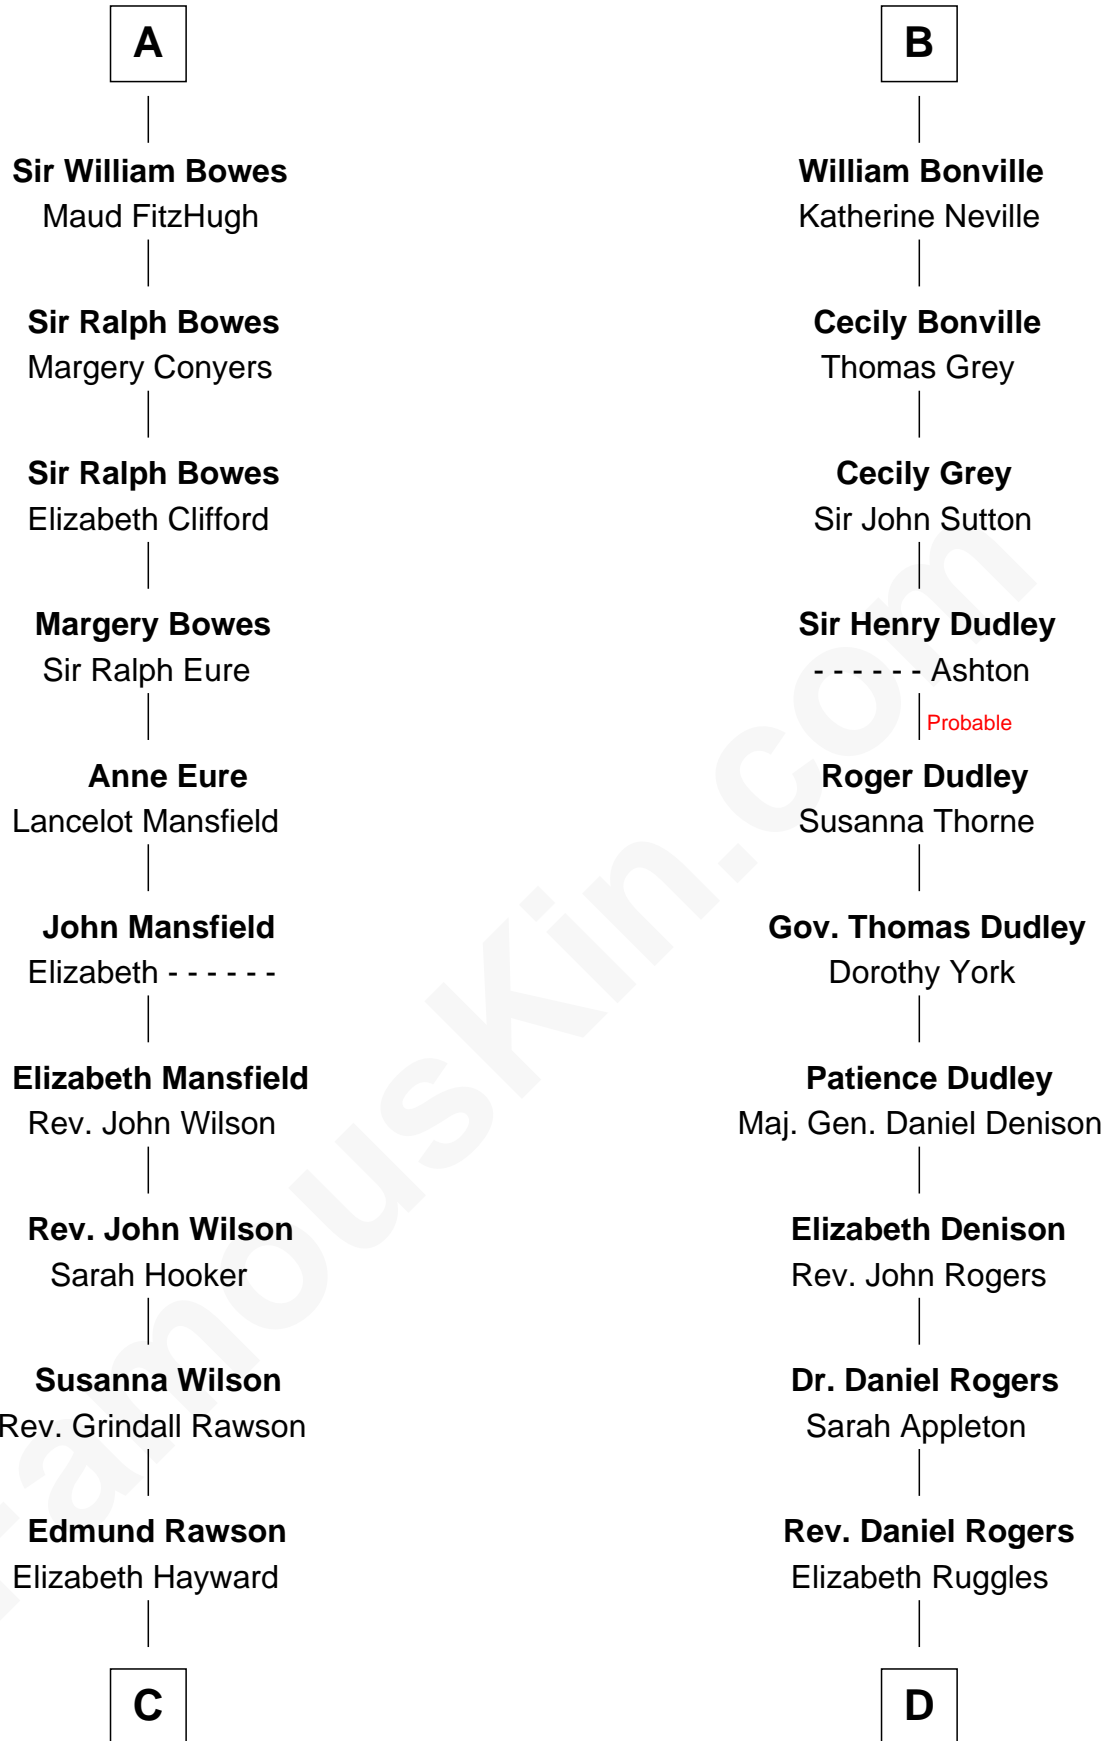 A
Sir William Bowes
Maud FitzHugh
Sir Ralph Bowes
Margery Conyers
Sir Ralph Bowes
Elizabeth Clifford
Margery Bowes
Sir Ralph Eure
Anne Eure
Lancelot Mansfield
John Mansfield
Elizabeth - - - - - -
Elizabeth Mansfield
Rev. John Wilson
Rev. John Wilson
Sarah Hooker
Susanna Wilson
Rev. Grindall Rawson
Edmund Rawson
Elizabeth Hayward
C
B
William Bonville
Katherine Neville
Cecily Bonville
Thomas Grey
Cecily Grey
Sir John Sutton
Sir Henry Dudley
- - - - - - Ashton
Probable
Roger Dudley
Susanna Thorne
Gov. Thomas Dudley
Dorothy York
Patience Dudley
Maj. Gen. Daniel Denison
Elizabeth Denison
Rev. John Rogers
Dr. Daniel Rogers
Sarah Appleton
Rev. Daniel Rogers
Elizabeth Ruggles
D
FamousKin.com